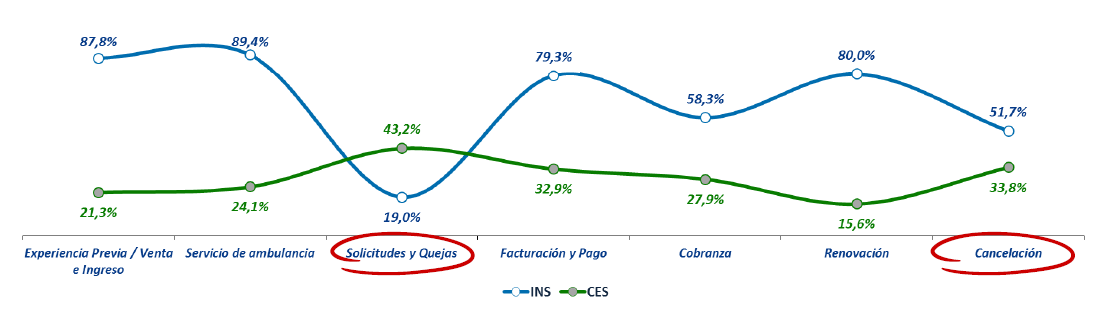 87,8%
89,4%
19,0%
79,3%
58,3%
80,0%
51,7%
21,3%
24,1%
43,2%
32,9%
27,9%
15,6%
33,8%
Experiencia Previa / Venta
e Ingreso
Servicio de ambulancia
Solicitudes y Quejas
Facturación y Pago
Cobranza
Renovación
Cancelación
INS
CES